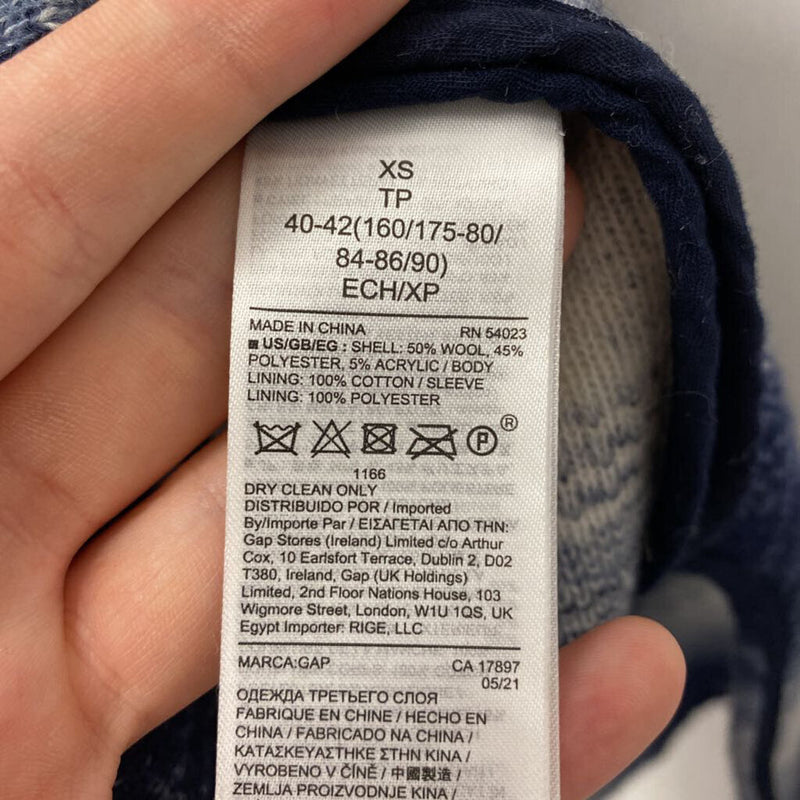 XS
TP
40-42(160/175-80/
84-86/90)
ECH/XP
MADE IN CHINA RN 54023
US/GB/EG : SHELL: 50% WOOL, 45%
POLYESTER, 5% ACRYLIC / BODY
LINING: 100% COTTON / SLEEVE
LINING: 100% POLYESTER
P ®
1166
DRY CLEAN ONLY
DISTRIBUIDO POR / Imported
By/Importe Par / ΕΙΣΑΓΕΤΑΙ ΑΠΟ ΤΗΝ:
Gap Stores (Ireland) Limited c/o Arthur
Cox, 10 Earlsfort Terrace, Dublin 2, D02
T380, Ireland, Gap (UK Holdings)
Limited, 2nd Floor Nations House, 103
Wigmore Street, London, W1U 1QS, UK
Egypt Importer: RIGE, LLC
MARCA:GAP CA 17897
05/21
ОДЕЖДА ТРЕТЬЕГО СЛОЯ
FABRIQUE EN CHINE / HECHO EN
CHINA / FABRICADO NA CHINA /
ΚΑΤΑΣΚΕΥΑΣΤΗΚΕ ΣΤΗΝ ΚΙΝΑ /
VYROBENO V ČÍNĚ / 中國製造 /
ZEMLJA PROIZVODNJE KINA /